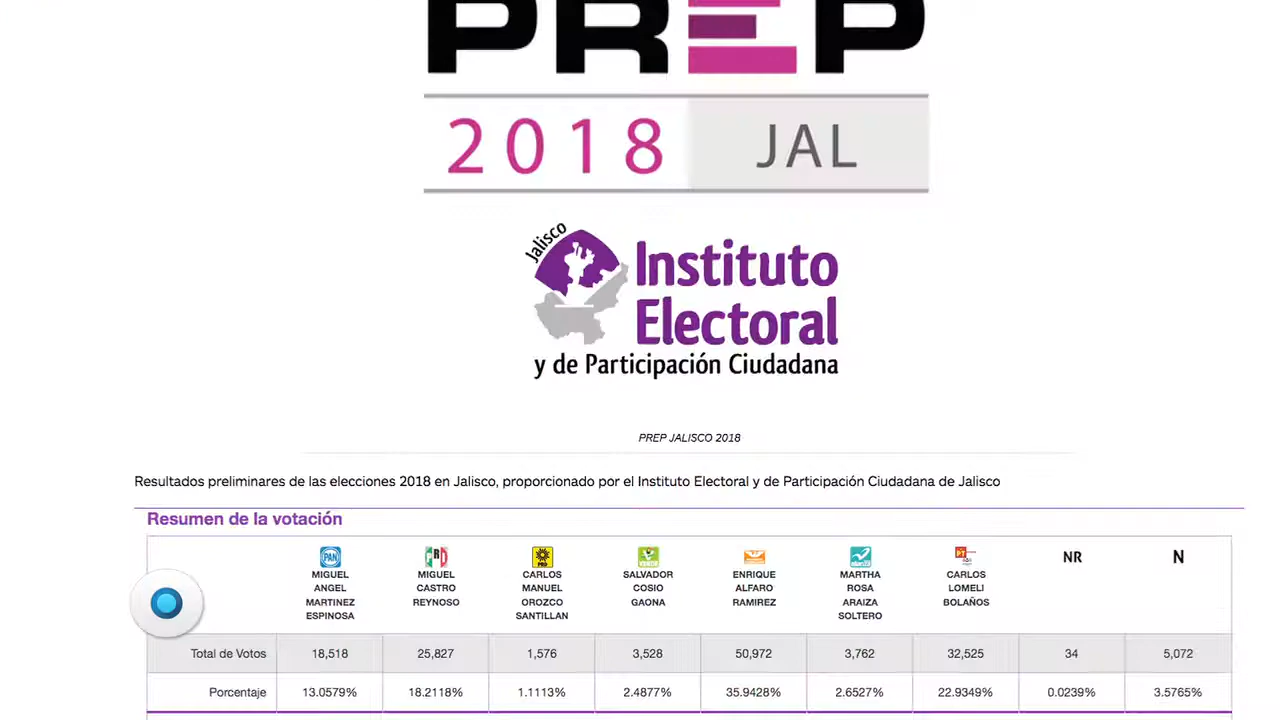 PREP
2018 JAL
Jalisco
Instituto
Electoral
y de Participación Ciudadana
PREP JALISCO 2018
Resultados preliminares de las elecciones 2018 en Jalisco, proporcionado por el Instituto Electoral y de Participación Ciudadana de Jalisco
Resumen de la votación
PAN PRD VERDE PT NR N
MIGUEL MIGUEL CARLOS SALVADOR ENRIQUE MARTHA CARLOS
ANGEL CASTRO MANUEL COSIO ALFARO ROSA LOMELI
MARTINEZ REYNOSO OROZCO GAONA RAMIREZ ARAIZA BOLAÑOS
ESPINOSA SANTILLAN SOLTERO
Total de Votos 18,518 25,827 1,576 3,528 50,972 3,762 32,525 34 5,072
Porcentaje 13.0579% 18.2118% 1.1113% 2.4877% 35.9428% 2.6527% 22.9349% 0.0239% 3.5765%